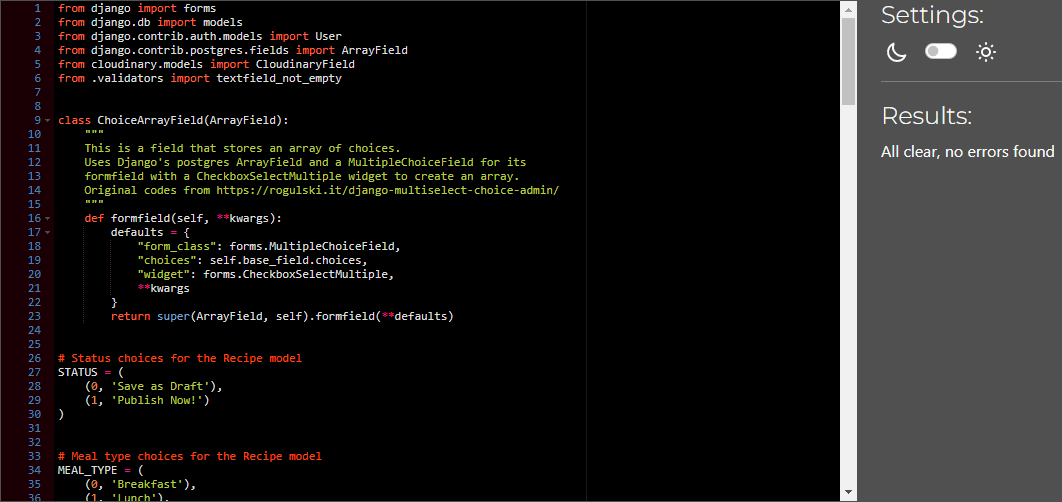 1 from django import forms
2 from django.db import models
3 from django.contrib.auth.models import User
4 from django.contrib.postgres.fields import ArrayField
5 from cloudinary.models import CloudinaryField
6 from .validators import textfield_not_empty
7
8
9 class ChoiceArrayField(ArrayField):
10     """
11     This is a field that stores an array of choices.
12     Uses Django's postgres ArrayField and a MultipleChoiceField for its
13     formfield with a CheckboxSelectMultiple widget to create an array.
14     Original codes from https://rogulski.it/django-multiselect-choice-admin/
15     """
16     def formfield(self, **kwargs):
17         defaults = {
18             "form_class": forms.MultipleChoiceField,
19             "choices": self.base_field.choices,
20             "widget": forms.CheckboxSelectMultiple,
21             **kwargs
22         }
23         return super(ArrayField, self).formfield(**defaults)
24
25
26 # Status choices for the Recipe model
27 STATUS = (
28     (0, 'Save as Draft'),
29     (1, 'Publish Now!')
30 )
31
32
33 # Meal type choices for the Recipe model
34 MEAL_TYPE = (
35     (0, 'Breakfast'),
36     (1, 'Lunch'),
Settings:
Results:
All clear, no errors found